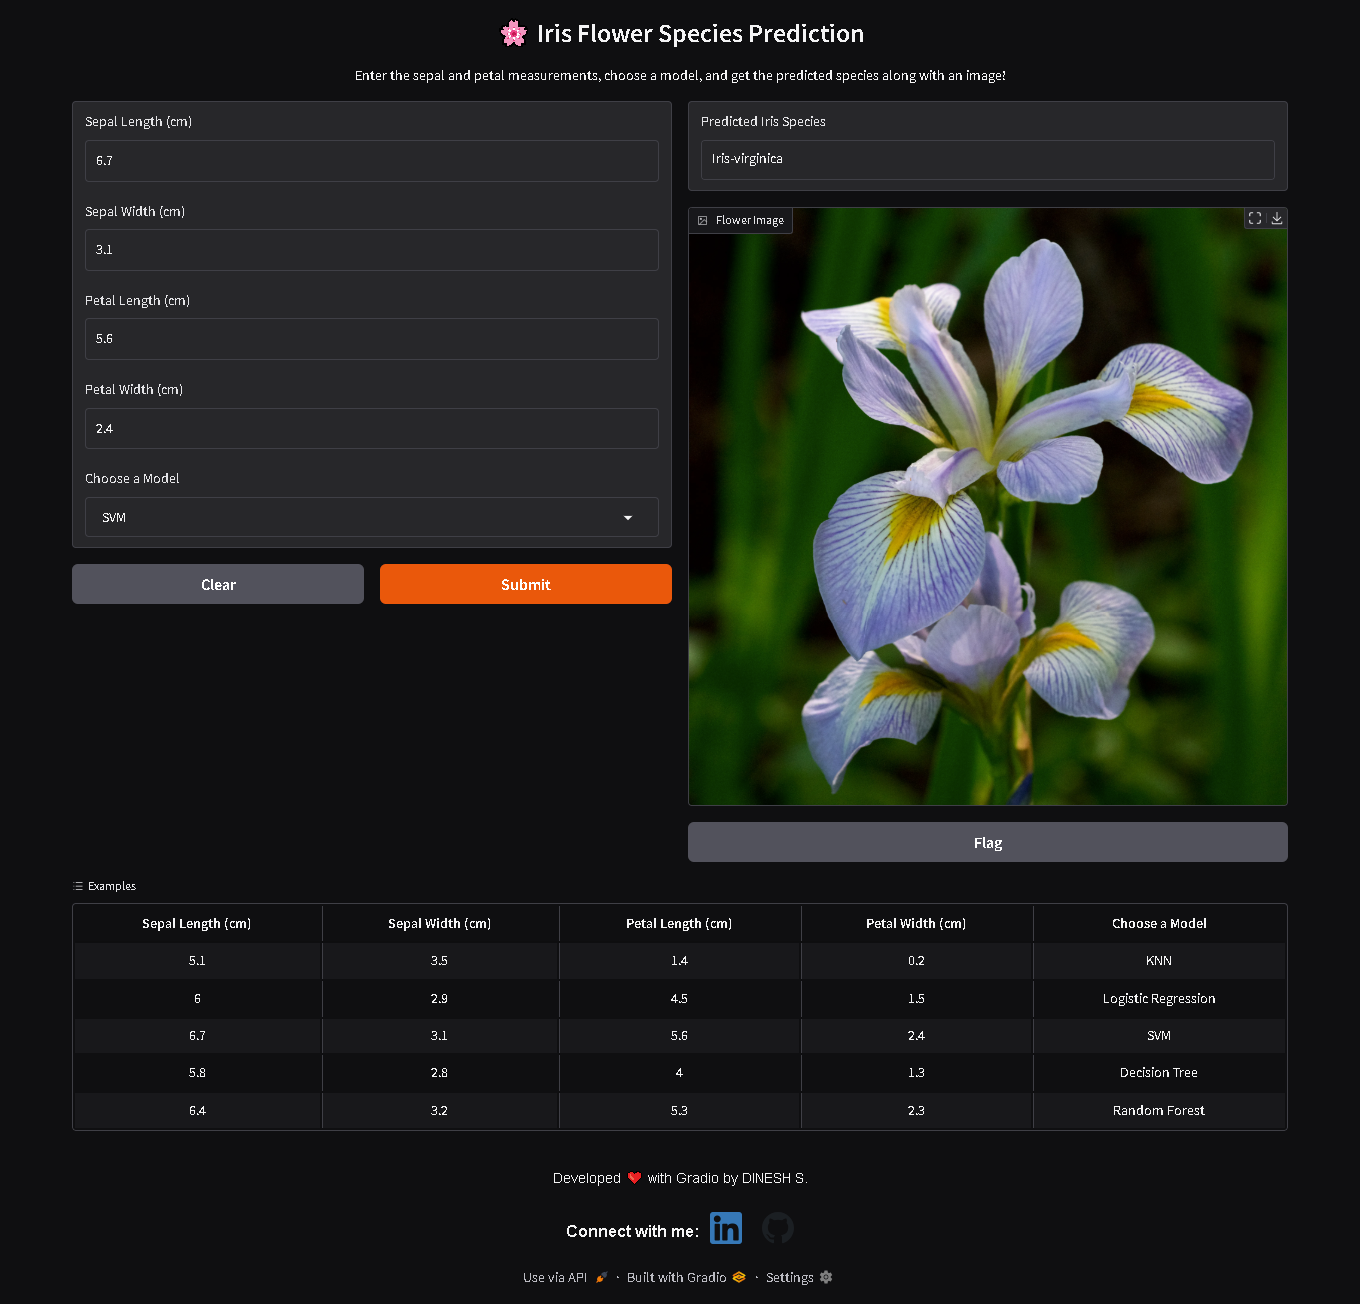 🌸 Iris Flower Species Prediction
Enter the sepal and petal measurements, choose a model, and get the predicted species along with an image!
Sepal Length (cm)
6.7
Sepal Width (cm)
3.1
Petal Length (cm)
5.6
Petal Width (cm)
2.4
Choose a Model
SVM
Clear Submit
Predicted Iris Species
Iris-virginica
Flower Image
Flag
Examples
Sepal Length (cm) Sepal Width (cm) Petal Length (cm) Petal Width (cm) Choose a Model
5.1 3.5 1.4 0.2 KNN
6 2.9 4.5 1.5 Logistic Regression
6.7 3.1 5.6 2.4 SVM
5.8 2.8 4 1.3 Decision Tree
6.4 3.2 5.3 2.3 Random Forest
Developed ❤️ with Gradio by DINESH S.
Connect with me: in
Use via API 🚀 · Built with Gradio · Settings ⚙️